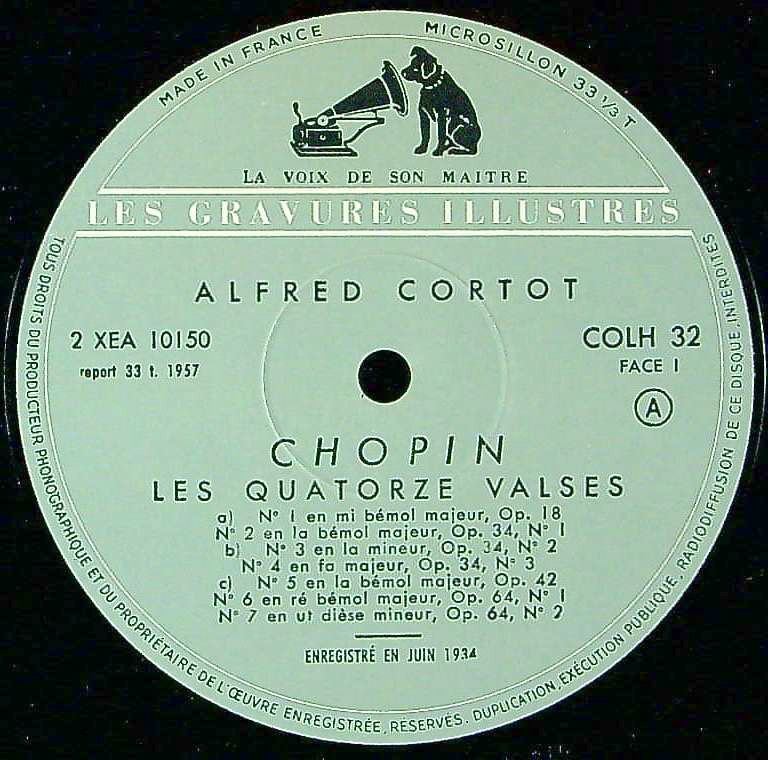 MADE IN FRANCE
MICROSILLON 33 1/3 T
LA VOIX DE SON MAITRE
LES GRAVURES ILLUSTRES
ALFRED CORTOT
2 XEA 10150
report 33 t. 1957
COLH 32
FACE 1
A
CHOPIN
LES QUATORZE VALSES
a) N° 1 en mi bémol majeur, Op. 18
N° 2 en la bémol majeur, Op. 34, N° 1
b) N° 3 en la mineur, Op. 34, N° 2
N° 4 en fa majeur, Op. 34, N° 3
c) N° 5 en la bémol majeur, Op. 42
N° 6 en ré bémol majeur, Op. 64, N° 1
N° 7 en ut dièse mineur, Op. 64, N° 2
ENREGISTRÉ EN JUIN 1934
TOUS DROITS DU PRODUCTEUR PHONOGRAPHIQUE ET DU PROPRIÉTAIRE DE L'ŒUVRE ENREGISTRÉE, RÉSERVÉS. DUPLICATION, EXÉCUTION PUBLIQUE, RADIODIFFUSION DE CE DISQUE, INTERDITES